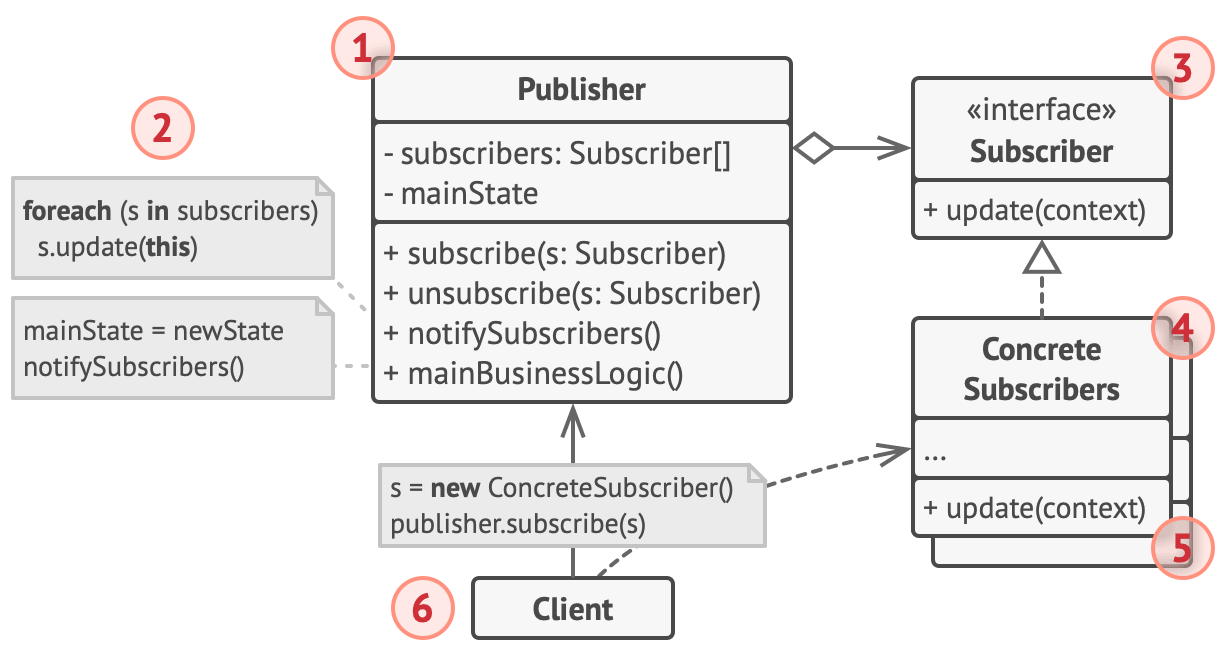 1
Publisher
- subscribers: Subscriber[]
- mainState
+ subscribe(s: Subscriber)
+ unsubscribe(s: Subscriber)
+ notifySubscribers()
+ mainBusinessLogic()
2
foreach (s in subscribers)
s.update(this)
mainState = newState
notifySubscribers()
3
«interface»
Subscriber
+ update(context)
4
Concrete
Subscribers
...
+ update(context)
5
s = new ConcreteSubscriber()
publisher.subscribe(s)
6
Client